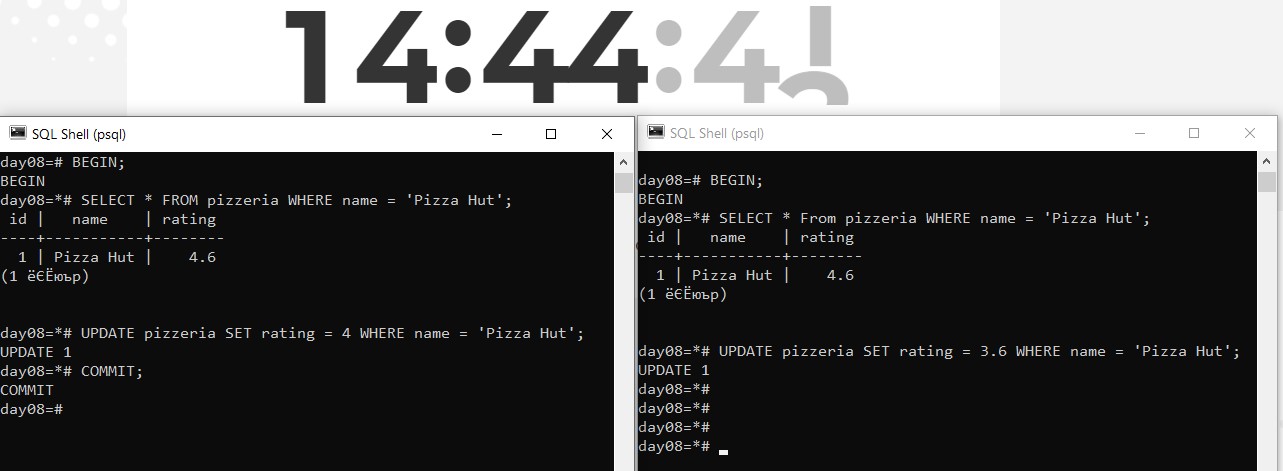 14:44:4
SQL Shell (psql)
day08=# BEGIN;
BEGIN
day08=*# SELECT * FROM pizzeria WHERE name = 'Pizza Hut';
 id |   name    | rating
----+-----------+--------
  1 | Pizza Hut |    4.6
(1 ёЄЁюър)
day08=*# UPDATE pizzeria SET rating = 4 WHERE name = 'Pizza Hut';
UPDATE 1
day08=*# COMMIT;
COMMIT
day08=#
SQL Shell (psql)
day08=# BEGIN;
BEGIN
day08=*# SELECT * From pizzeria WHERE name = 'Pizza Hut';
 id |   name    | rating
----+-----------+--------
  1 | Pizza Hut |    4.6
(1 ёЄЁюър)
day08=*# UPDATE pizzeria SET rating = 3.6 WHERE name = 'Pizza Hut';
UPDATE 1
day08=*#
day08=*#
day08=*#
day08=*#